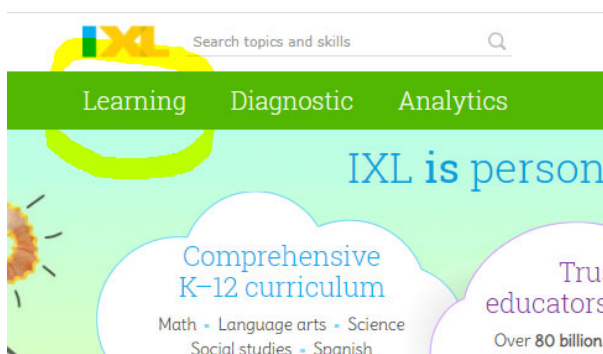 IXL
Search topics and skills
Learning Diagnostic Analytics
IXL is person
Comprehensive
K–12 curriculum
Math • Language arts • Science
Social studies • Spanish
Tru
educators
Over 80 billion